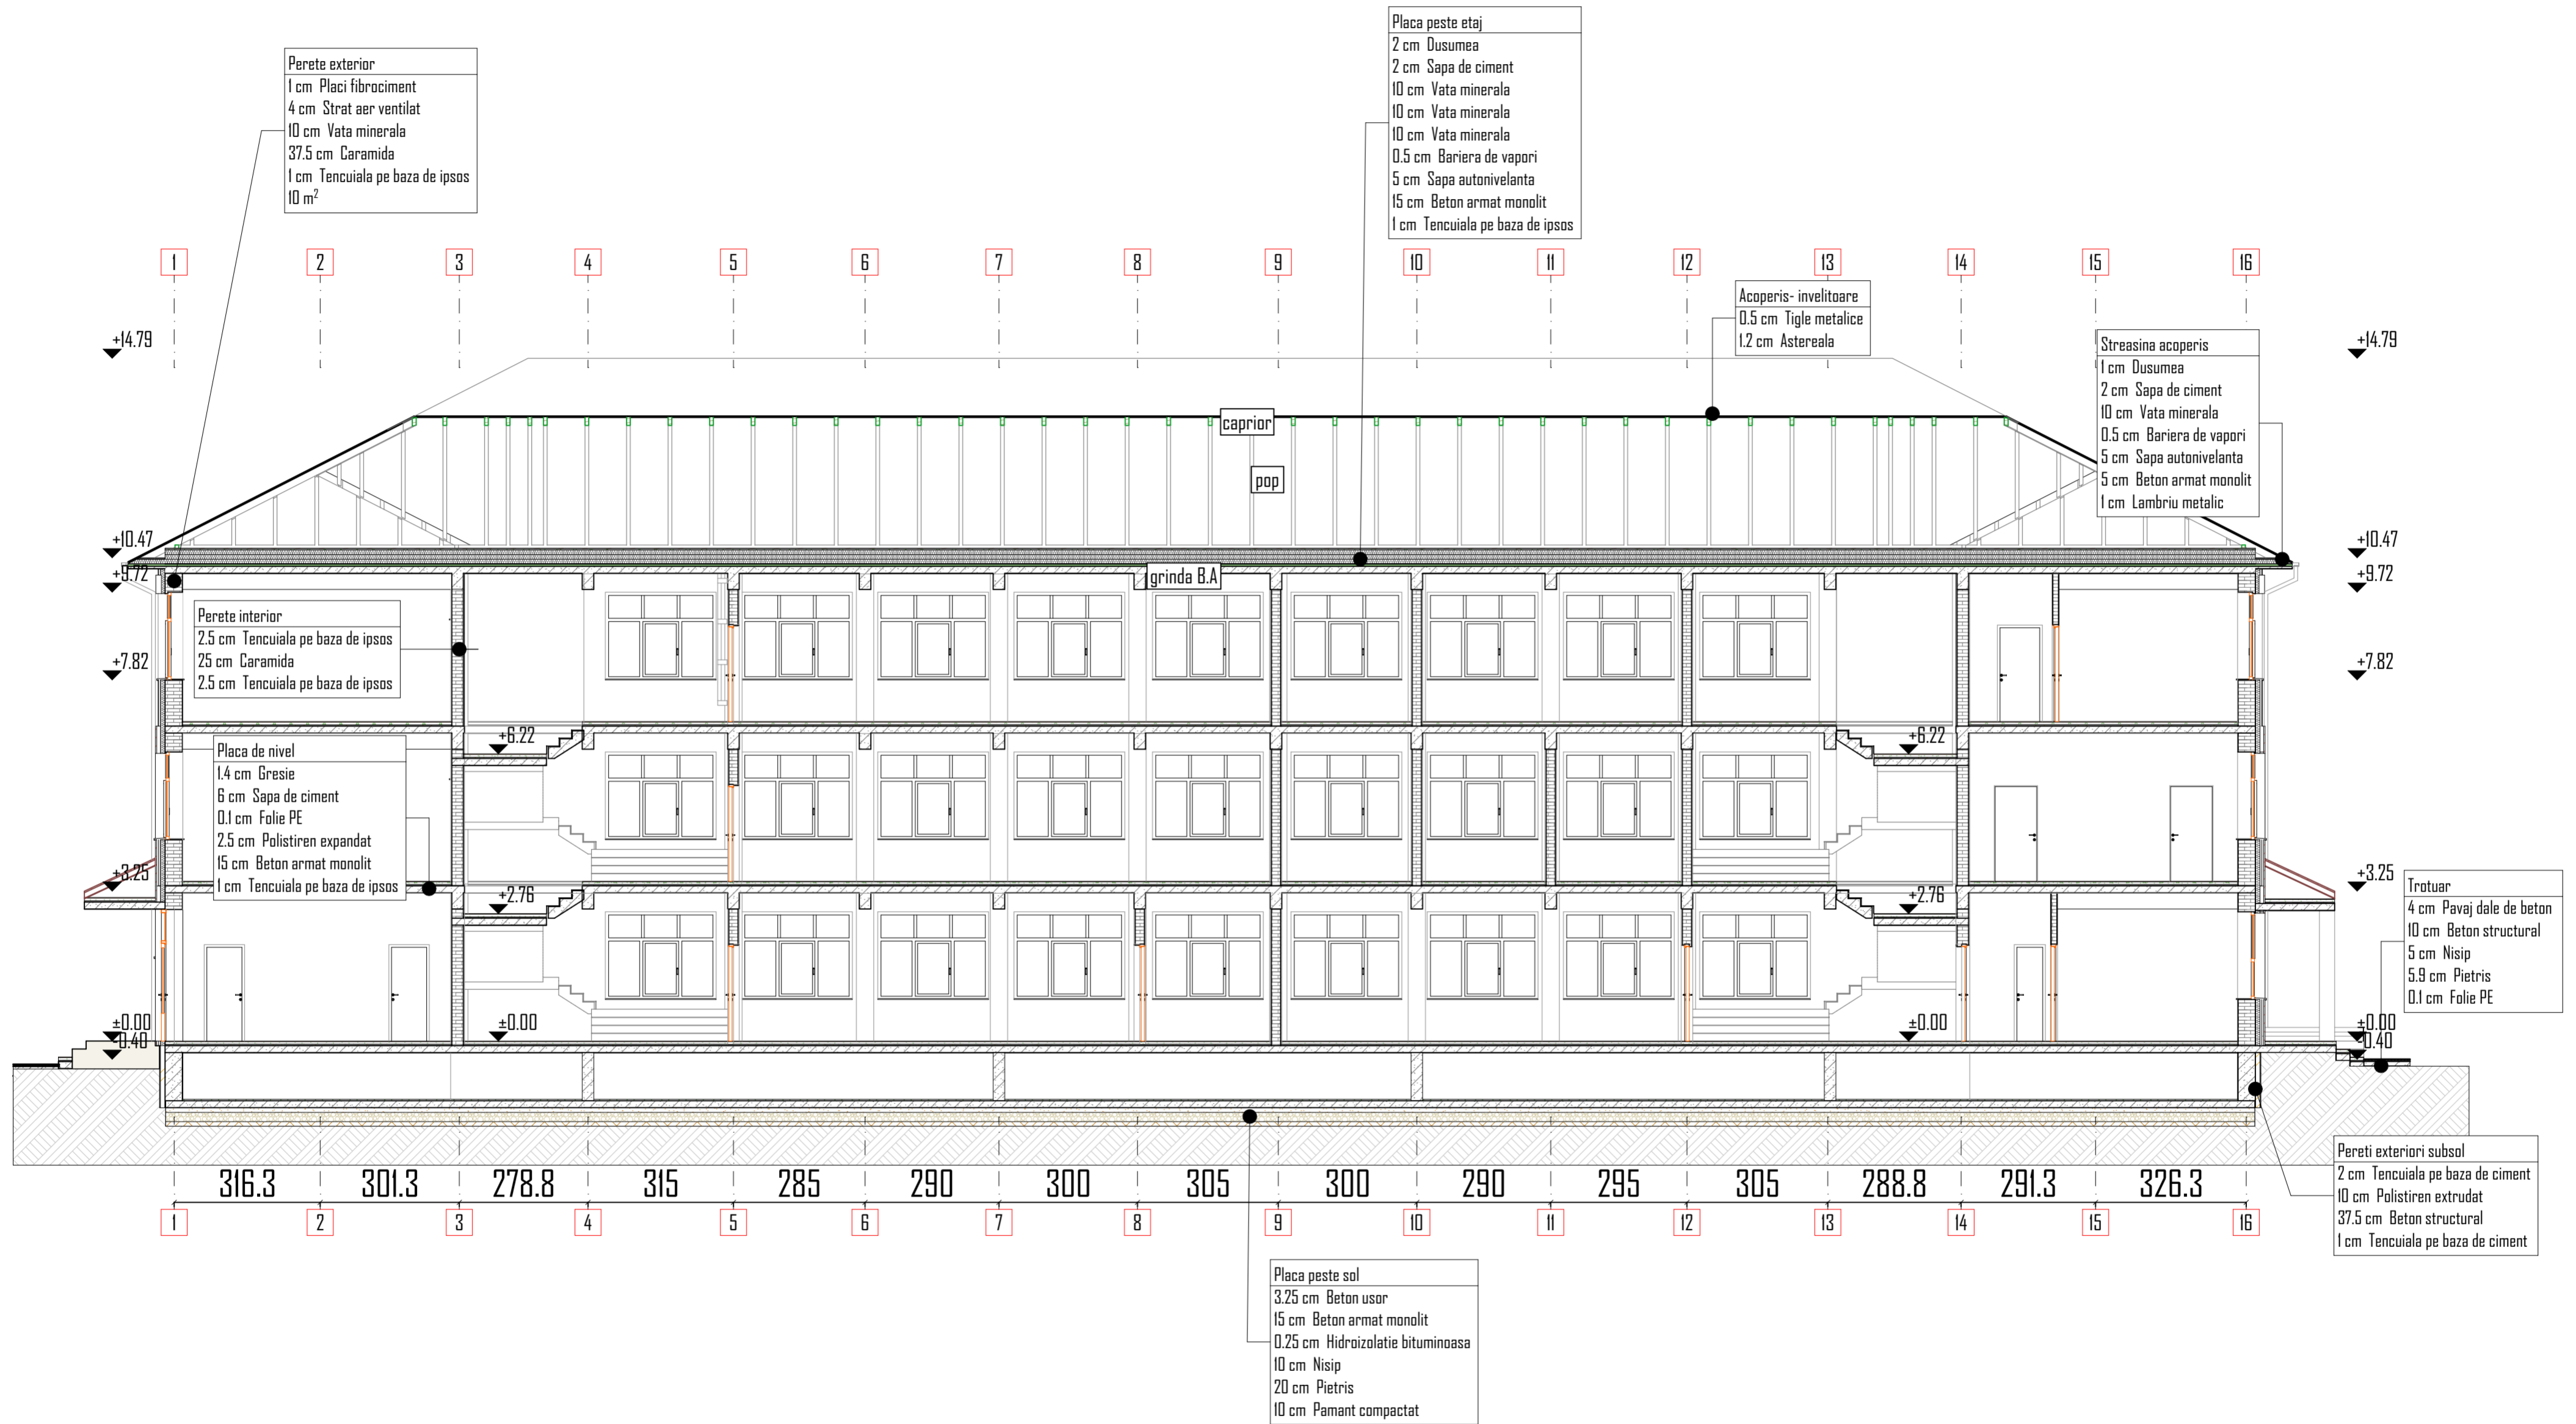 Placa peste etaj
2 cm Dusumea
2 cm Sapa de ciment
10 cm Vata minerala
10 cm Vata minerala
10 cm Vata minerala
0.5 cm Bariera de vapori
5 cm Sapa autonivelanta
15 cm Beton armat monolit
1 cm Tencuiala pe baza de ipsos
Perete exterior
1 cm Placi fibrociment
4 cm Strat aer ventilat
10 cm Vata minerala
37.5 cm Caramida
1 cm Tencuiala pe baza de ipsos
10 m²
1 2 3 4 5 6 7 8 9 10 11 12 13 14 15 16
Acoperis- invelitoare
0.5 cm Tigle metalice
1.2 cm Astereala
+14.79
+14.79
Streasina acoperis
1 cm Dusumea
2 cm Sapa de ciment
10 cm Vata minerala
0.5 cm Bariera de vapori
5 cm Sapa autonivelanta
5 cm Beton armat monolit
1 cm Lambriu metalic
caprior
pop
+10.47
+10.47
+9.72
grinda B.A
+9.72
Perete interior
2.5 cm Tencuiala pe baza de ipsos
25 cm Caramida
2.5 cm Tencuiala pe baza de ipsos
+7.82
+7.82
+6.22
+6.22
Placa de nivel
1.4 cm Gresie
6 cm Sapa de ciment
0.1 cm Folie PE
2.5 cm Polistiren expandat
15 cm Beton armat monolit
1 cm Tencuiala pe baza de ipsos
+3.25
+3.25
+2.76
+2.76
Trotuar
4 cm Pavaj dale de beton
10 cm Beton structural
5 cm Nisip
5.9 cm Pietris
0.1 cm Folie PE
±0.00
±0.00
±0.00
±0.00
-0.40
-0.40
Pereti exteriori subsol
2 cm Tencuiala pe baza de ciment
10 cm Polistiren extrudat
37.5 cm Beton structural
1 cm Tencuiala pe baza de ciment
316.3 301.3 278.8 315 285 290 300 305 300 290 295 305 288.8 291.3 326.3
1 2 3 4 5 6 7 8 9 10 11 12 13 14 15 16
Placa peste sol
3.25 cm Beton usor
15 cm Beton armat monolit
0.25 cm Hidroizolatie bituminoasa
10 cm Nisip
20 cm Pietris
10 cm Pamant compactat